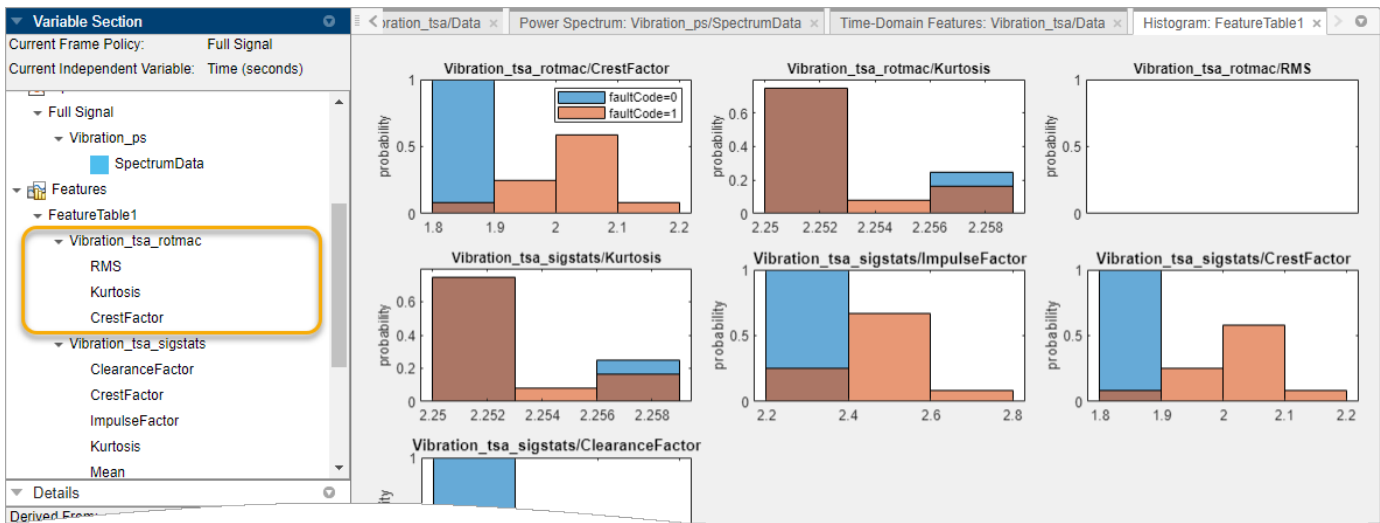 Variable Section
Current Frame Policy: Full Signal
Current Independent Variable: Time (seconds)
Full Signal
Vibration_ps
SpectrumData
Features
FeatureTable1
Vibration_tsa_rotmac
RMS
Kurtosis
CrestFactor
Vibration_tsa_sigstats
ClearanceFactor
CrestFactor
ImpulseFactor
Kurtosis
Mean
Details
Derived From:
ration_tsa/Data × Power Spectrum: Vibration_ps/SpectrumData × Time-Domain Features: Vibration_tsa/Data × Histogram: FeatureTable1 ×
Vibration_tsa_rotmac/CrestFactor
1
0.5
0
probability
faultCode=0
faultCode=1
1.8 1.9 2 2.1 2.2
Vibration_tsa_rotmac/Kurtosis
0.6
0.4
0.2
0
probability
2.25 2.252 2.254 2.256 2.258
Vibration_tsa_rotmac/RMS
1
0.5
0
probability
Vibration_tsa_sigstats/Kurtosis
0.6
0.4
0.2
0
probability
2.25 2.252 2.254 2.256 2.258
Vibration_tsa_sigstats/ImpulseFactor
1
0.5
0
probability
2.2 2.4 2.6 2.8
Vibration_tsa_sigstats/CrestFactor
1
0.5
0
probability
1.8 1.9 2 2.1 2.2
Vibration_tsa_sigstats/ClearanceFactor
1